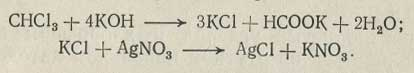 CHCl₃ + 4KOH ⟶ 3KCl + HCOOK + 2H₂O;
KCl + AgNO₃ ⟶ AgCl + KNO₃.